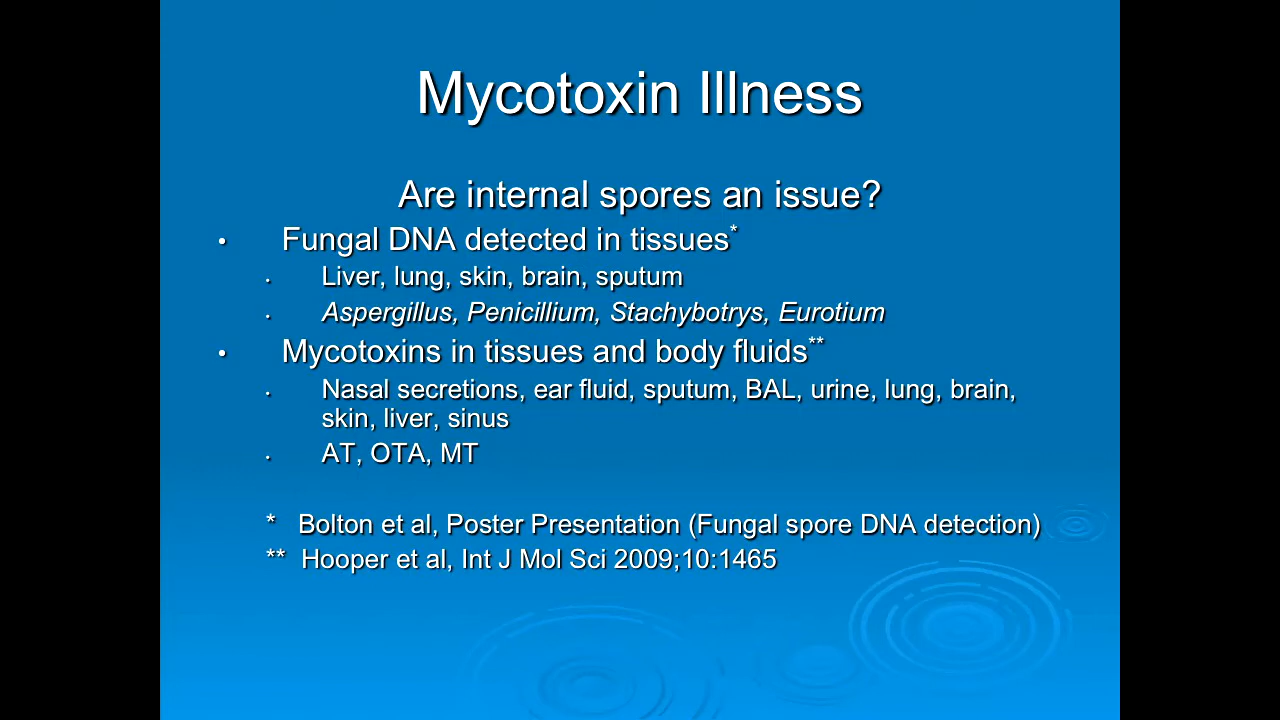 Mycotoxin Illness
Are internal spores an issue?
• Fungal DNA detected in tissues*
• Liver, lung, skin, brain, sputum
• Aspergillus, Penicillium, Stachybotrys, Eurotium
• Mycotoxins in tissues and body fluids**
• Nasal secretions, ear fluid, sputum, BAL, urine, lung, brain,
skin, liver, sinus
• AT, OTA, MT
* Bolton et al, Poster Presentation (Fungal spore DNA detection)
** Hooper et al, Int J Mol Sci 2009;10:1465